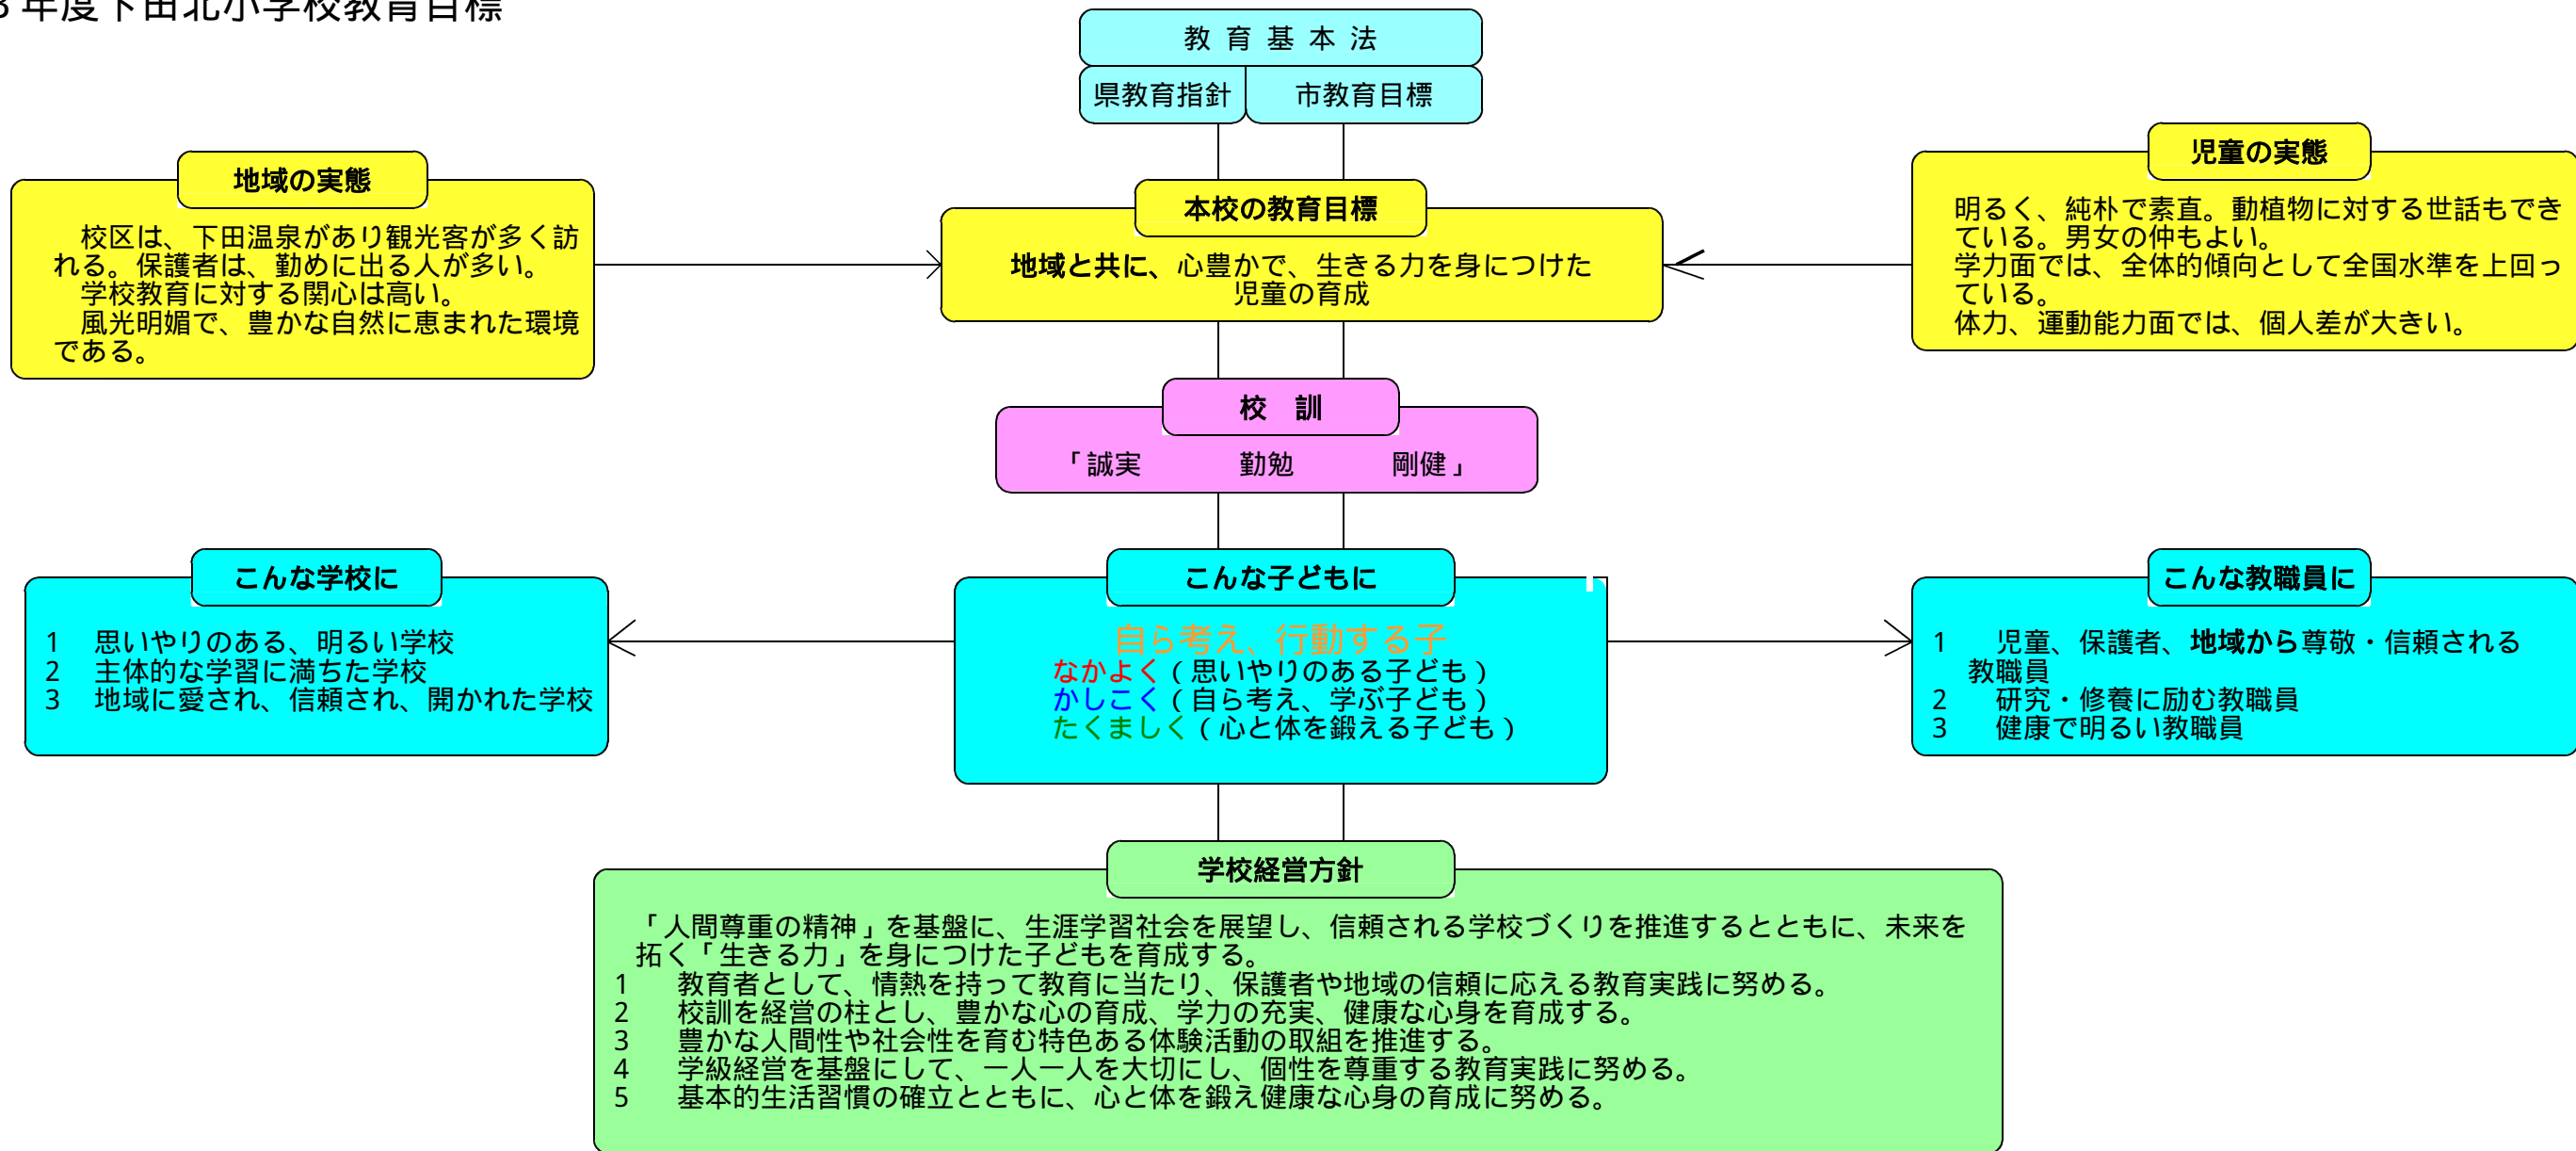 3年度下田北小学校教育目標
教 育 基 本 法
県教育指針
市教育目標
地域の実態
校区は、下田温泉があり観光客が多く訪
れる。保護者は、勤めに出る人が多い。
学校教育に対する関心は高い。
風光明媚で、豊かな自然に恵まれた環境
である。
本校の教育目標
地域と共に、心豊かで、生きる力を身につけた
児童の育成
児童の実態
明るく、純朴で素直。動植物に対する世話もでき
ている。男女の仲もよい。
学力面では、全体的傾向として全国水準を上回っ
ている。
体力、運動能力面では、個人差が大きい。
校　訓
「誠実　　　勤勉　　　剛健」
こんな学校に
1　思いやりのある、明るい学校
2　主体的な学習に満ちた学校
3　地域に愛され、信頼され、開かれた学校
こんな子どもに
自ら考え、行動する子
なかよく（思いやりのある子ども）
かしこく（自ら考え、学ぶ子ども）
たくましく（心と体を鍛える子ども）
こんな教職員に
1　児童、保護者、地域から尊敬・信頼される
教職員
2　研究・修養に励む教職員
3　健康で明るい教職員
学校経営方針
「人間尊重の精神」を基盤に、生涯学習社会を展望し、信頼される学校づくりを推進するとともに、未来を
拓く「生きる力」を身につけた子どもを育成する。
1　教育者として、情熱を持って教育に当たり、保護者や地域の信頼に応える教育実践に努める。
2　校訓を経営の柱とし、豊かな心の育成、学力の充実、健康な心身を育成する。
3　豊かな人間性や社会性を育む特色ある体験活動の取組を推進する。
4　学級経営を基盤にして、一人一人を大切にし、個性を尊重する教育実践に努める。
5　基本的生活習慣の確立とともに、心と体を鍛え健康な心身の育成に努める。